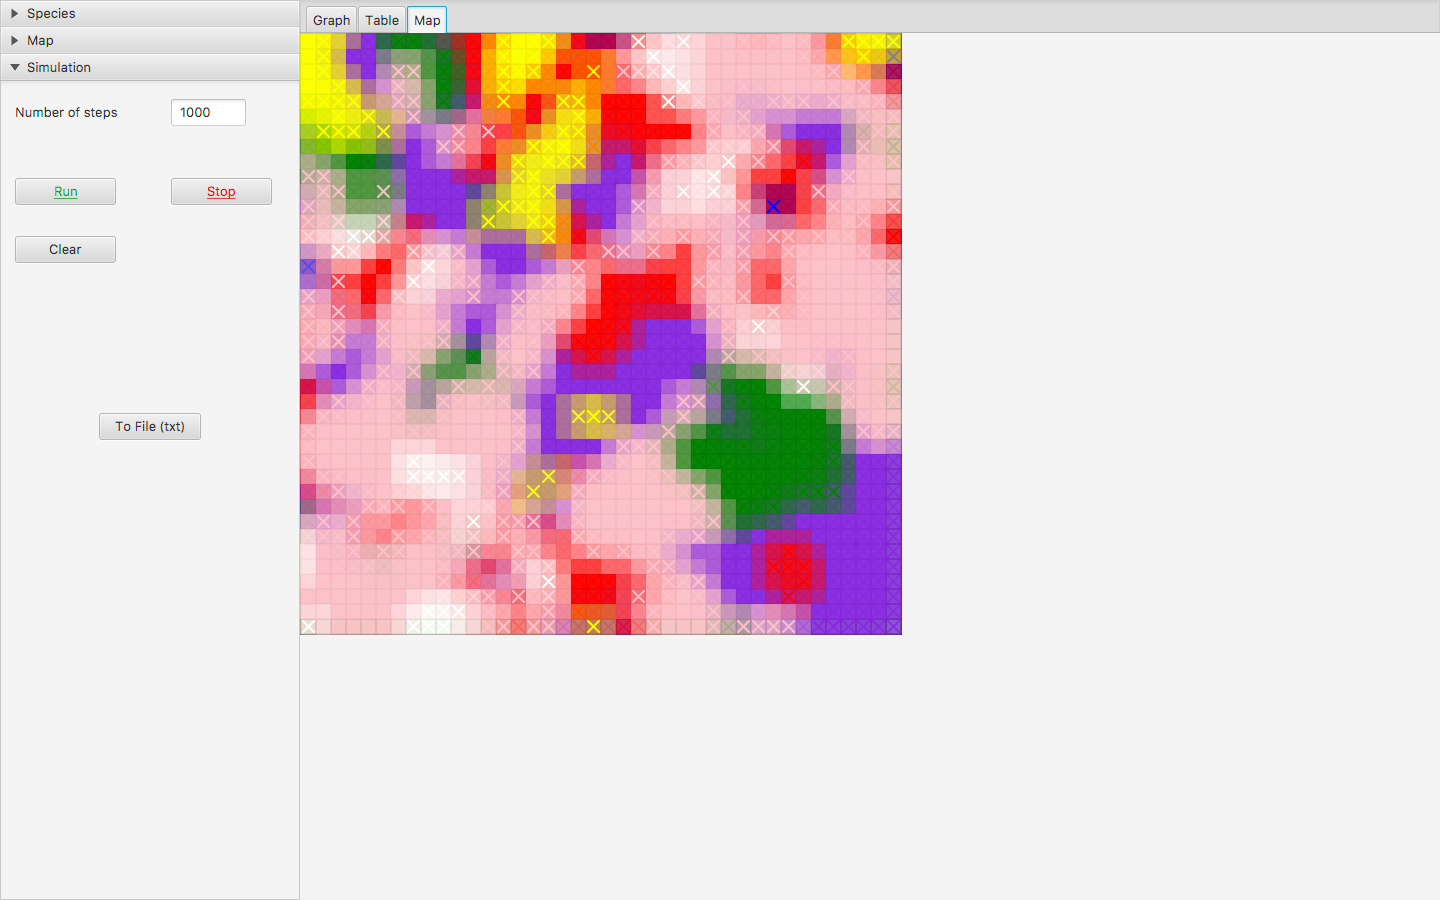 Species
Map
Simulation
Number of steps
1000
Run
Stop
Clear
To File (txt)
Graph
Table
Map